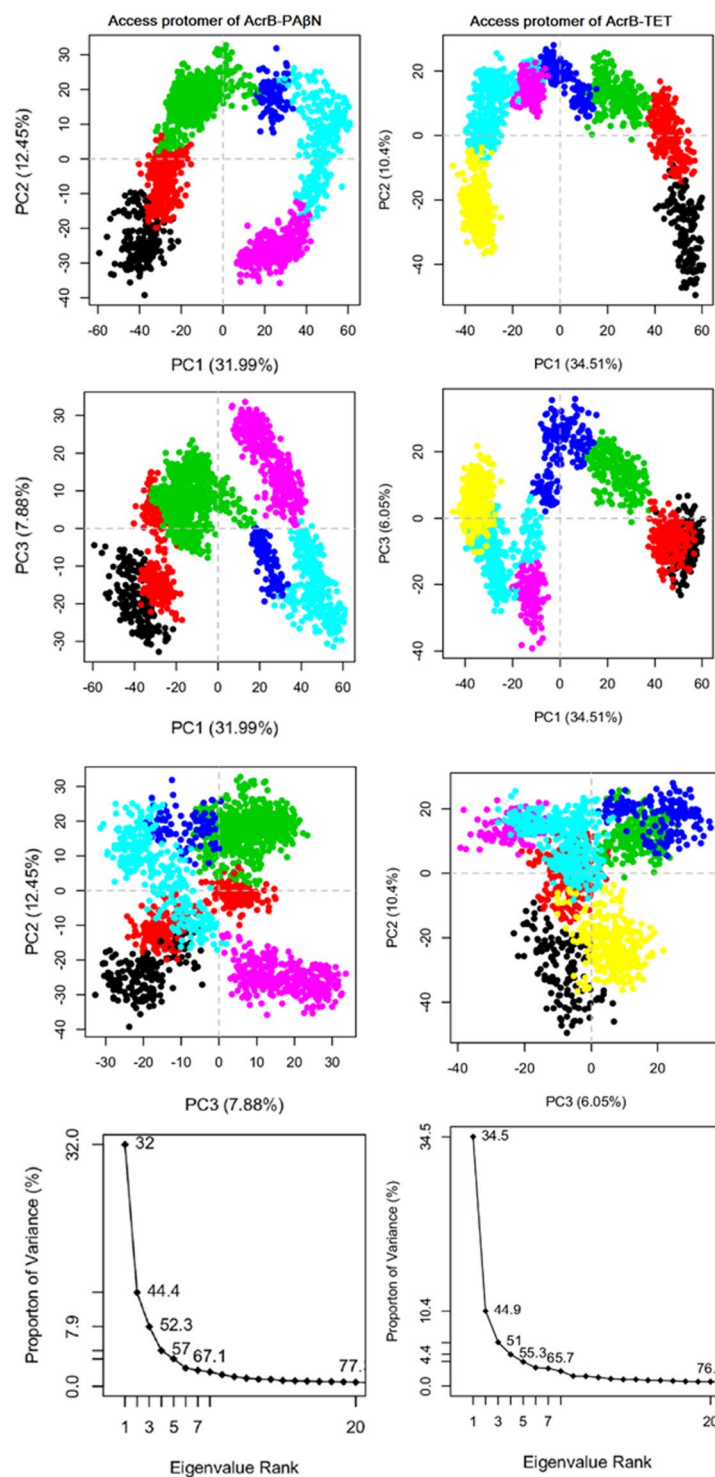 Access protomer of AcrB-PAβN
Access protomer of AcrB-TET
PC2 (12.45%)
-40 -30 -20 -10 0 10 20 30
-60 -40 -20 0 20 40 60
PC1 (31.99%)
PC2 (10.4%)
-40 -20 0 20
-40 -20 0 20 40 60
PC1 (34.51%)
PC3 (7.88%)
-30 -20 -10 0 10 20 30
-60 -40 -20 0 20 40 60
PC1 (31.99%)
PC3 (6.05%)
-40 -20 0 20
-40 -20 0 20 40 60
PC1 (34.51%)
PC2 (12.45%)
-40 -30 -20 -10 0 10 20 30
-30 -20 -10 0 10 20 30
PC3 (7.88%)
PC2 (10.4%)
-40 -20 0 20
-40 -20 0 20
PC3 (6.05%)
Proporton of Variance (%)
0.0 7.9 32.0
32
44.4
52.3
57
67.1
77.
1 3 5 7 20
Eigenvalue Rank
Proporton of Variance (%)
0.0 4.4 10.4 34.5
34.5
44.9
51
55.3
65.7
76.
1 3 5 7 20
Eigenvalue Rank